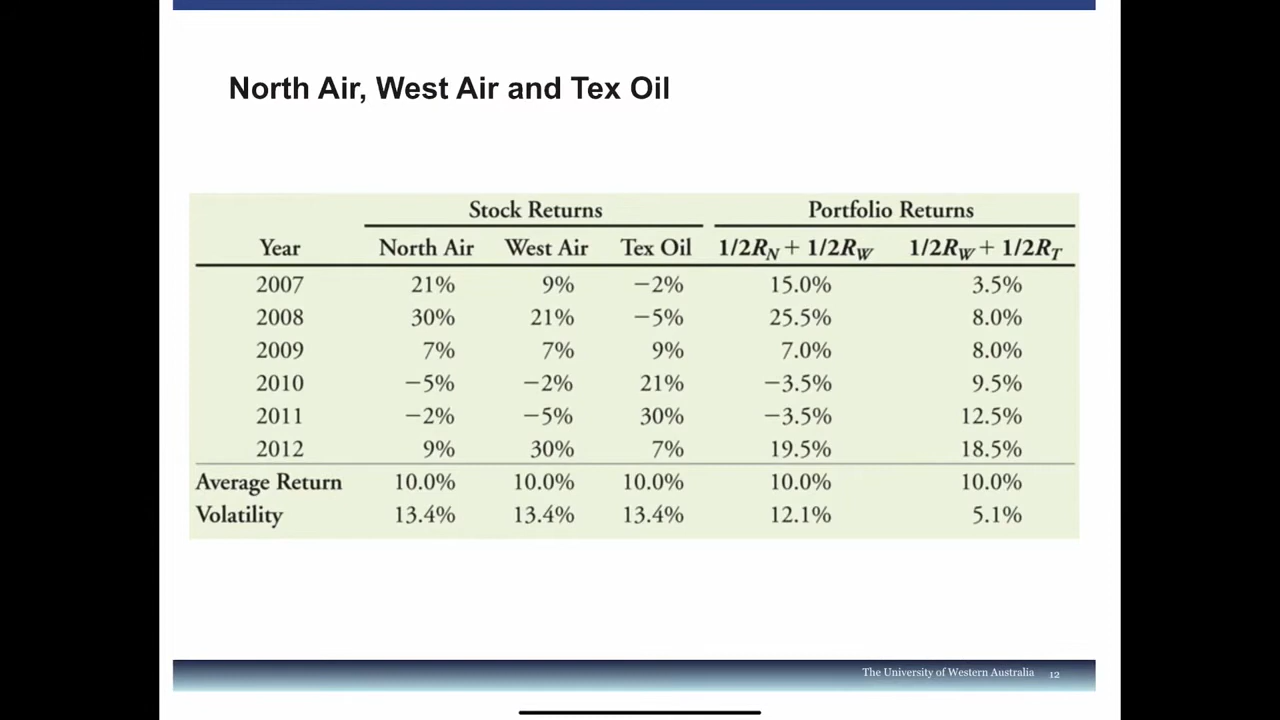 North Air, West Air and Tex Oil
Stock Returns Portfolio Returns
Year North Air West Air Tex Oil 1/2RN + 1/2RW 1/2RW + 1/2RT
2007 21% 9% −2% 15.0% 3.5%
2008 30% 21% −5% 25.5% 8.0%
2009 7% 7% 9% 7.0% 8.0%
2010 −5% −2% 21% −3.5% 9.5%
2011 −2% −5% 30% −3.5% 12.5%
2012 9% 30% 7% 19.5% 18.5%
Average Return 10.0% 10.0% 10.0% 10.0% 10.0%
Volatility 13.4% 13.4% 13.4% 12.1% 5.1%
The University of Western Australia 12